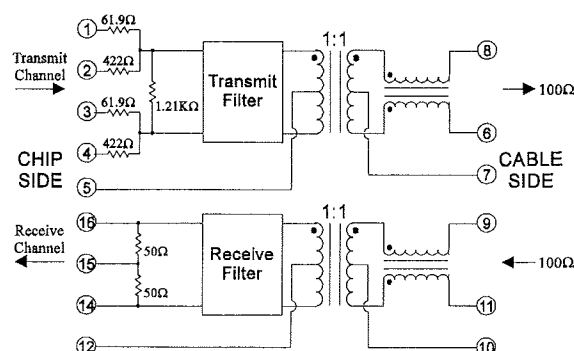 1
61.9Ω
1:1
8
Transmit
Channel
2
422Ω
Transmit
Filter
1.21KΩ
100Ω
3
61.9Ω
4
422Ω
6
CHIP
SIDE
CABLE
SIDE
5
7
16
1:1
9
Receive
Channel
50Ω
15
Receive
Filter
100Ω
50Ω
14
11
12
10